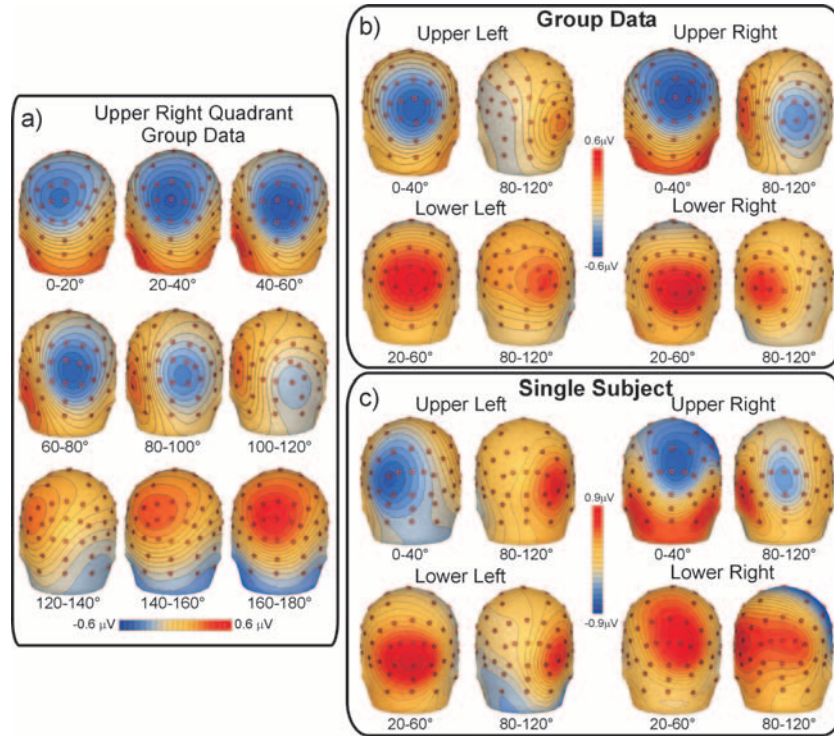 a)
Upper Right Quadrant
Group Data
0-20°
20-40°
40-60°
60-80°
80-100°
100-120°
120-140°
140-160°
160-180°
-0.6 µV
0.6 µV
b)
Group Data
Upper Left
Upper Right
0.6µV
-0.6µV
0-40°
80-120°
0-40°
80-120°
Lower Left
Lower Right
20-60°
80-120°
20-60°
80-120°
c)
Single Subject
Upper Left
Upper Right
0.9µV
-0.9µV
0-40°
80-120°
0-40°
80-120°
Lower Left
Lower Right
20-60°
80-120°
20-60°
80-120°